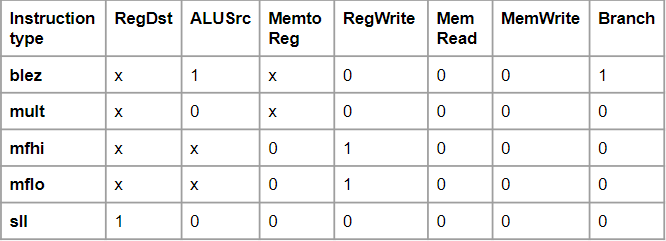 Instruction type RegDst ALUSrc Memto Reg RegWrite Mem Read MemWrite Branch
blez x 1 x 0 0 0 1
mult x 0 x 0 0 0 0
mfhi x x 0 1 0 0 0
mflo x x 0 1 0 0 0
sll 1 0 0 0 0 0 0